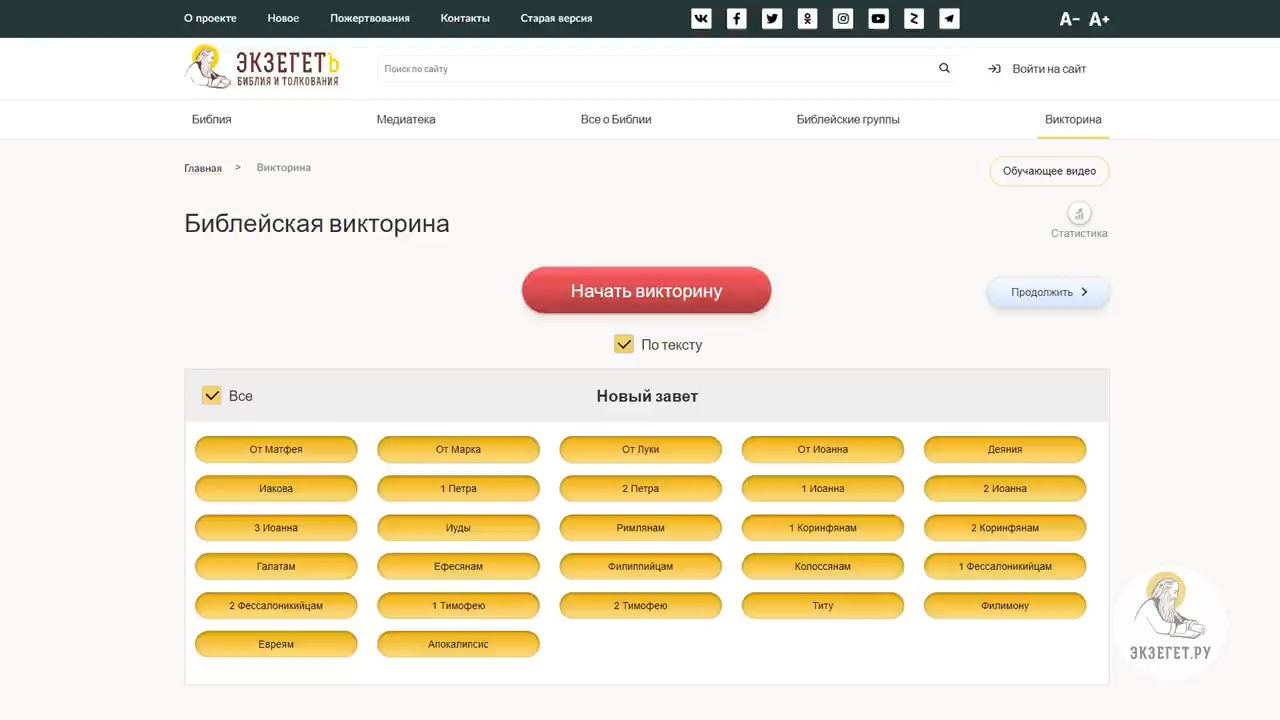 О проекте Новое Пожертвования Контакты Старая версия A- A+
ЭКЗЕГЕТЪ
БИБЛИЯ И ТОЛКОВАНИЯ
Поиск по сайту
Войти на сайт
Библия Медиатека Все о Библии Библейские группы Викторина
Главная > Викторина
Обучающее видео
Библейская викторина
Статистика
Начать викторину
Продолжить
По тексту
Все Новый завет
От Матфея От Марка От Луки От Иоанна Деяния
Иакова 1 Петра 2 Петра 1 Иоанна 2 Иоанна
3 Иоанна Иуды Римлянам 1 Коринфянам 2 Коринфянам
Галатам Ефесянам Филиппийцам Колоссянам 1 Фессалоникийцам
2 Фессалоникийцам 1 Тимофею 2 Тимофею Титу Филимону
Евреям Апокалипсис
ЭКЗЕГЕТ.РУ